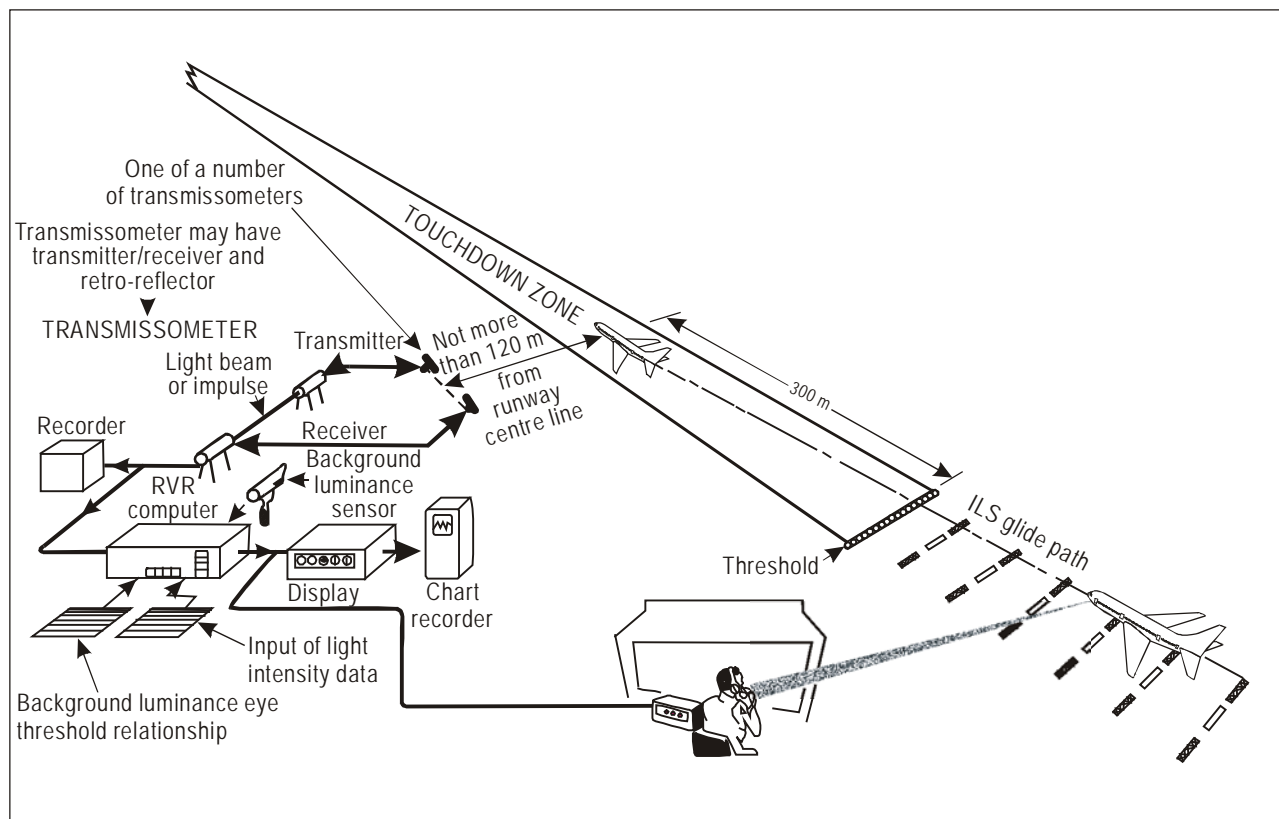 One of a number
of transmissometers
Transmissometer may have
transmitter/receiver and
retro-reflector
TRANSMISSOMETER
Light beam
or impulse
Transmitter
Not more
than 120 m
from
runway
centre line
TOUCHDOWN ZONE
300 m
Recorder
Receiver
RVR
computer
Background
luminance
sensor
Display
Chart
recorder
Input of light
intensity data
Background luminance eye
threshold relationship
Threshold
ILS glide path